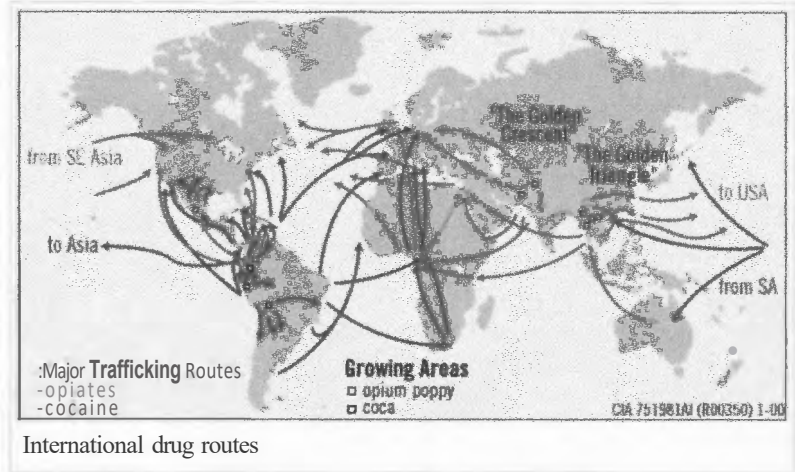 "The Golden
Crescent"
"The Golden
Triangle"
from SE Asia
to USA
to Asia
from SA
:Major Trafficking Routes
-opiates
-cocaine
Growing Areas
opium poppy
coca
CIA 751981AI (R00350) 1-00
International drug routes